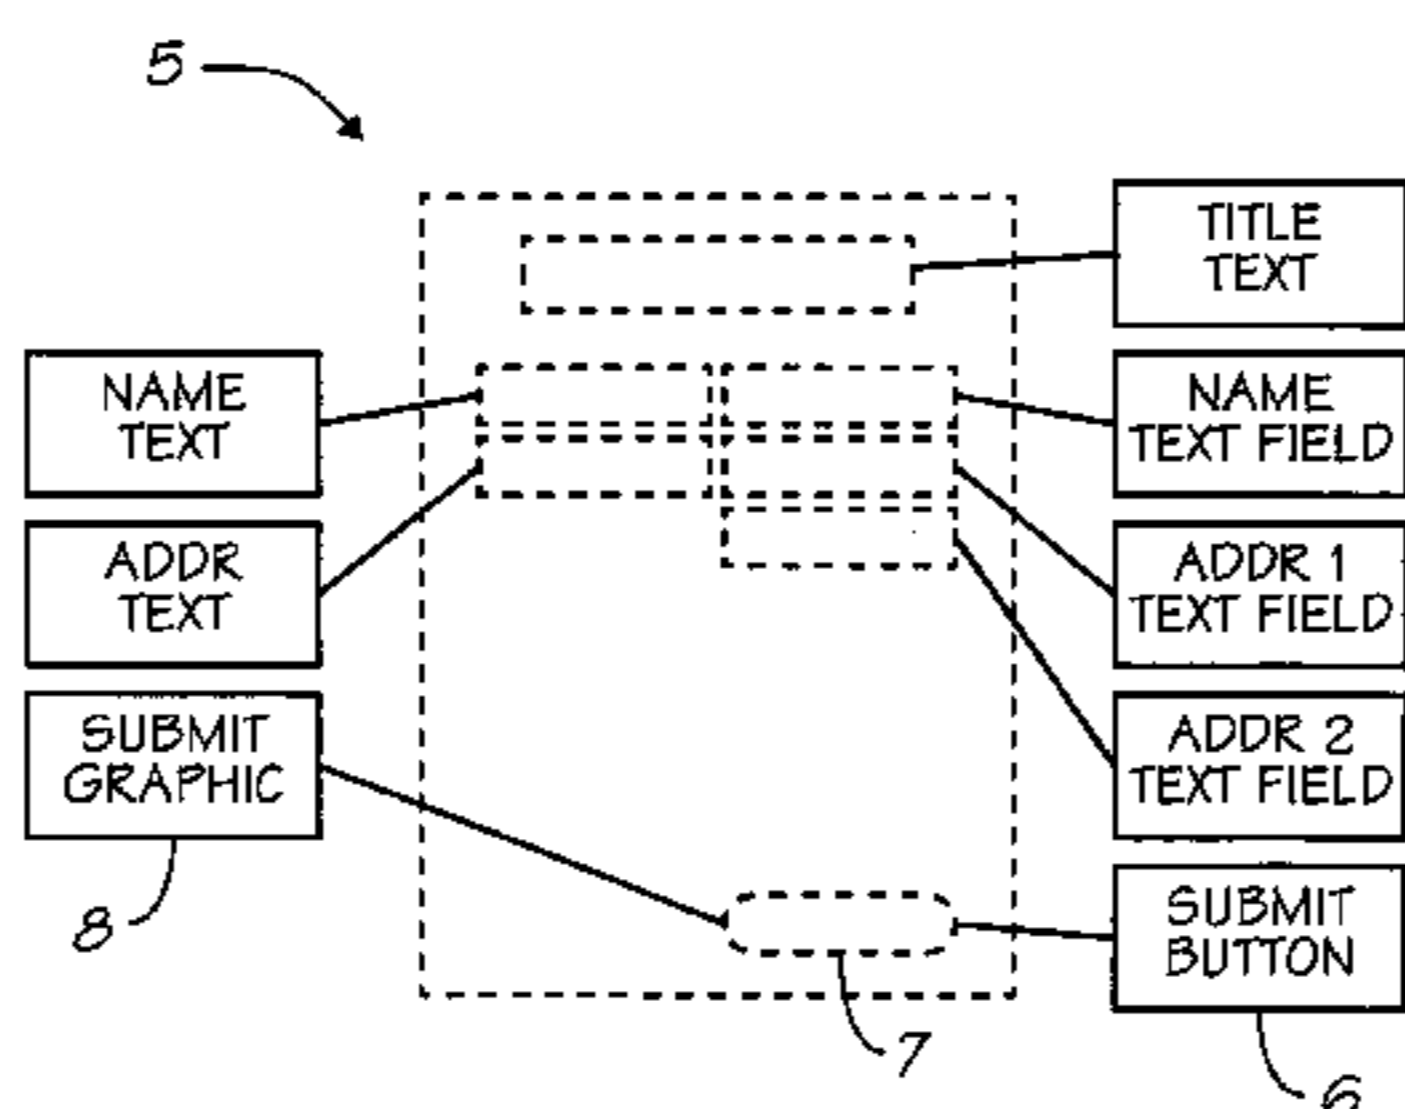 5
TITLE
TEXT
NAME
TEXT
NAME
TEXT FIELD
ADDR
TEXT
ADDR 1
TEXT FIELD
SUBMIT
GRAPHIC
ADDR 2
TEXT FIELD
8
SUBMIT
BUTTON
7
6